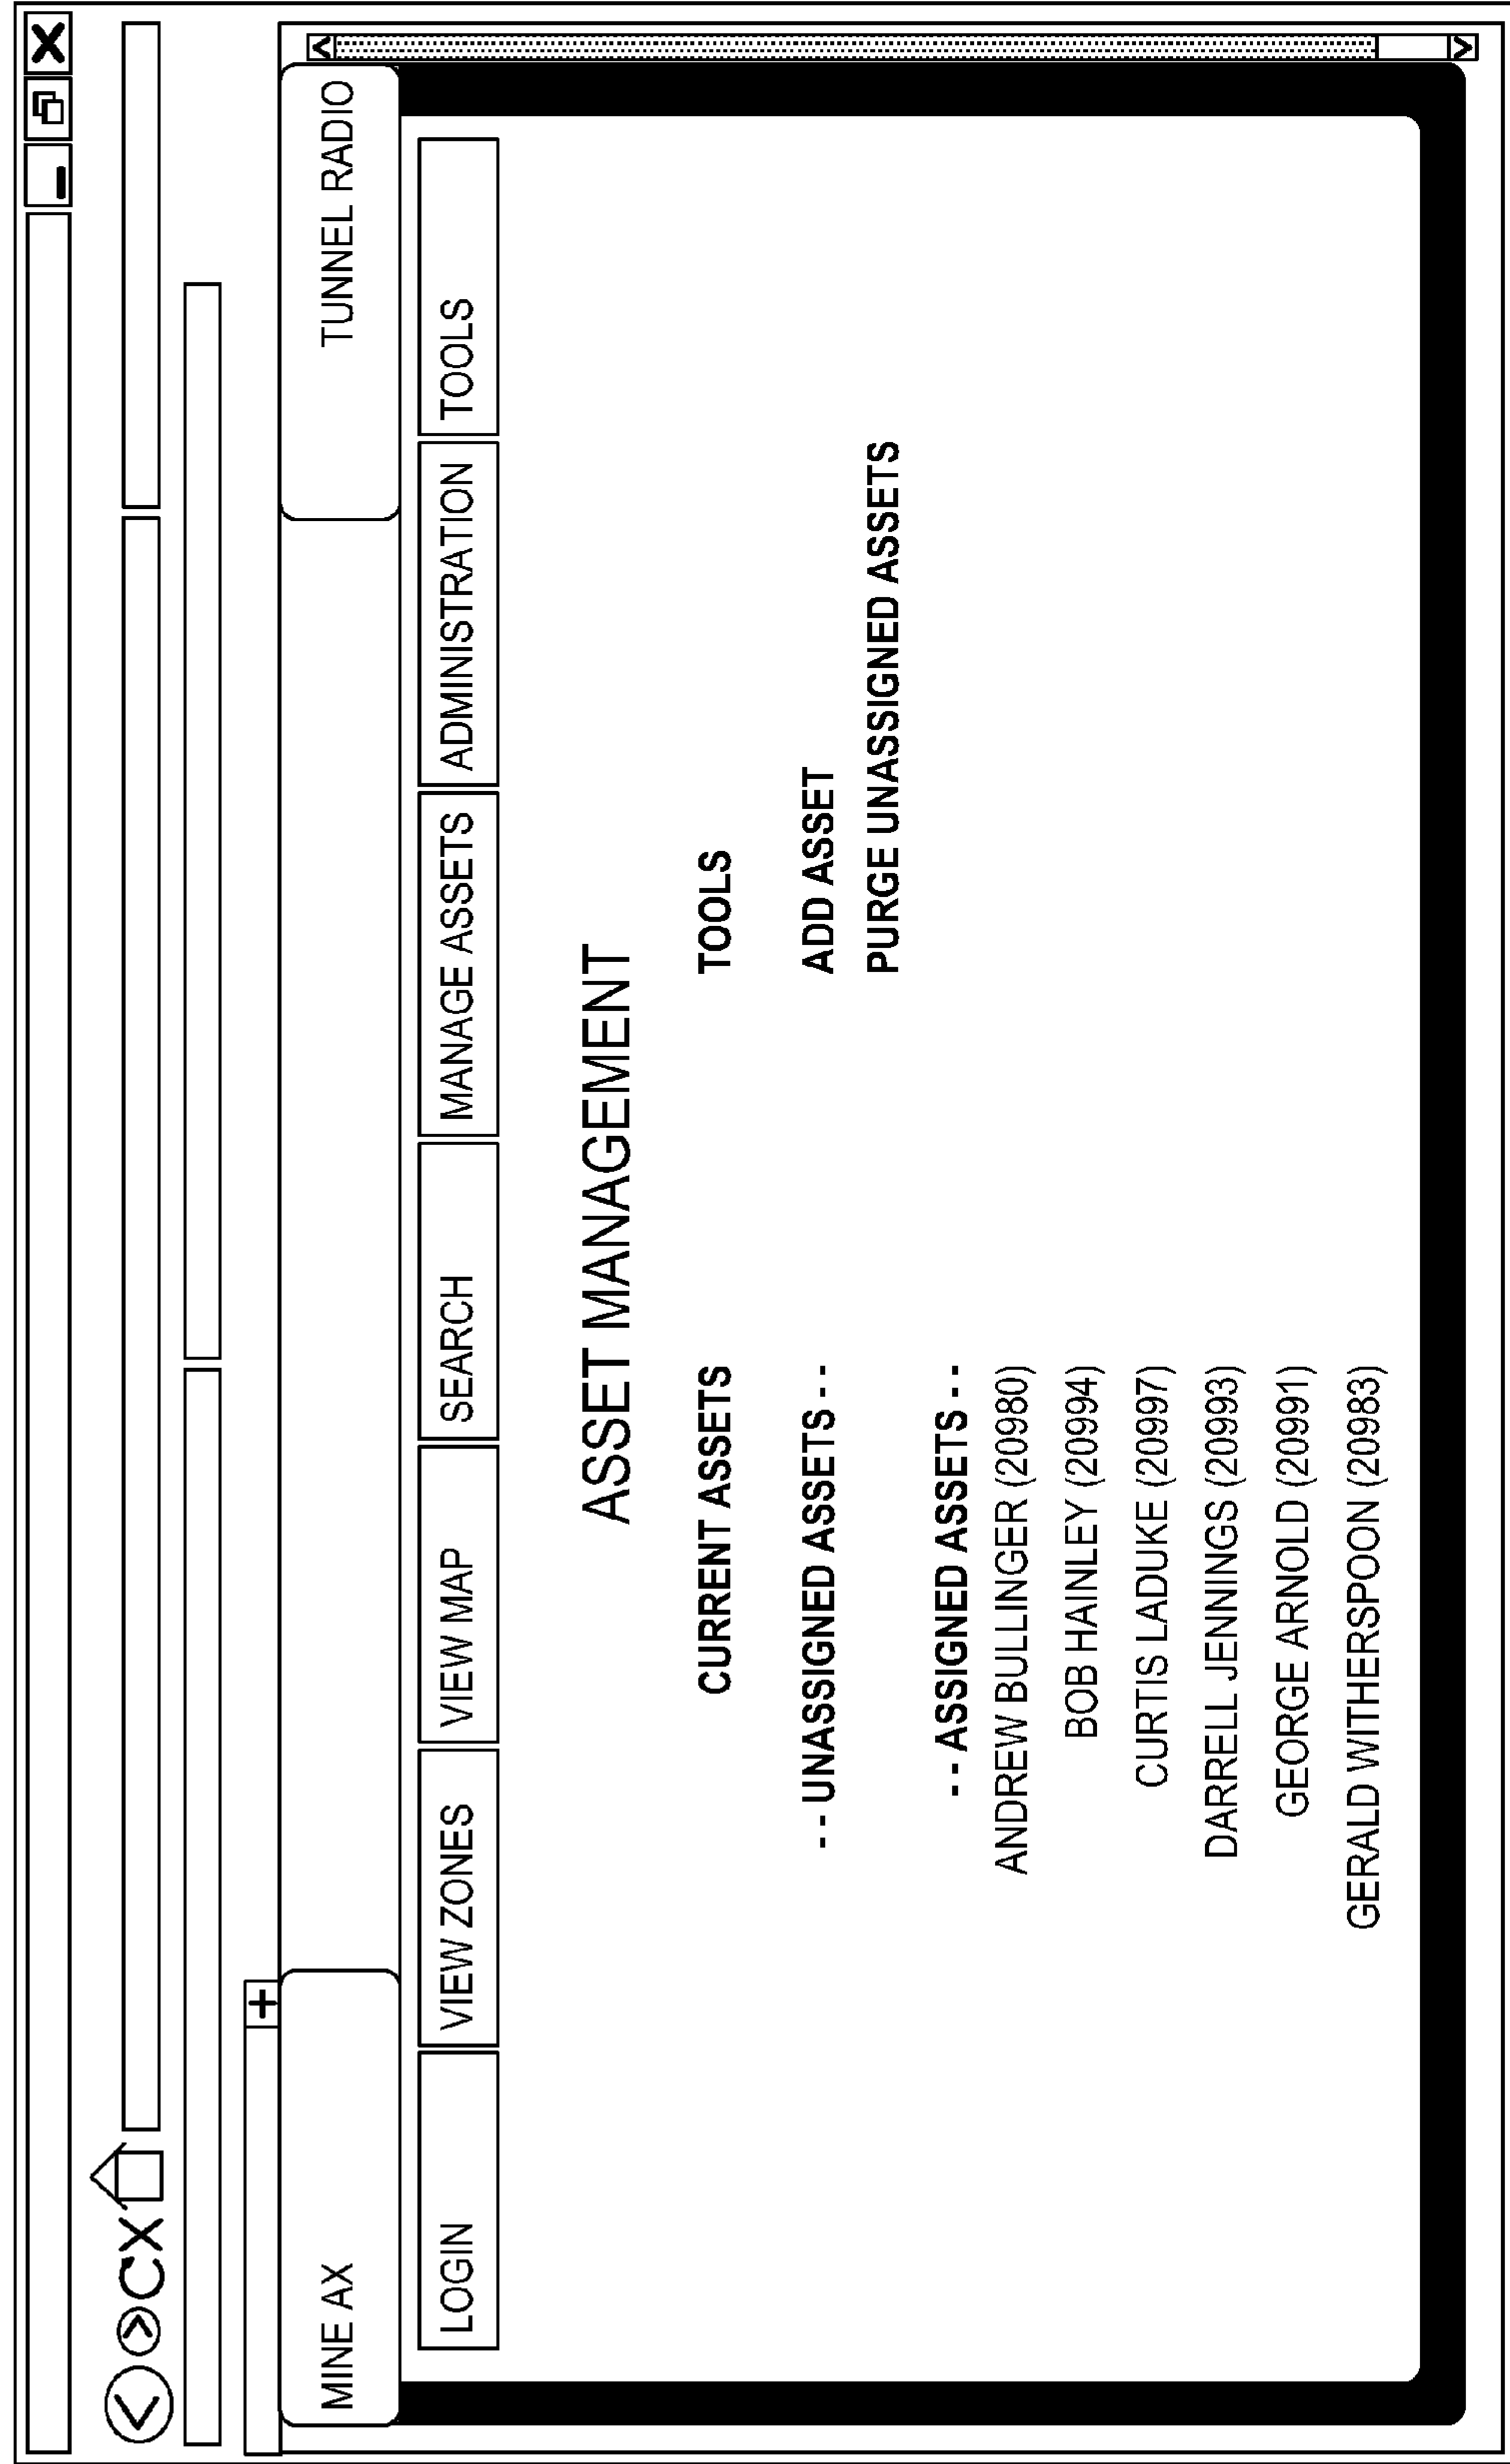 MINE AX
TUNNEL RADIO
LOGIN
VIEW ZONES
VIEW MAP
SEARCH
MANAGE ASSETS
ADMINISTRATION
TOOLS
ASSET MANAGEMENT
CURRENT ASSETS
TOOLS
- - UNASSIGNED ASSETS - -
ADD ASSET
PURGE UNASSIGNED ASSETS
- - ASSIGNED ASSETS - -
ANDREW BULLINGER (20980)
BOB HAINLEY (20994)
CURTIS LADUKE (20997)
DARRELL JENNINGS (20993)
GEORGE ARNOLD (20991)
GERALD WITHERSPOON (20983)